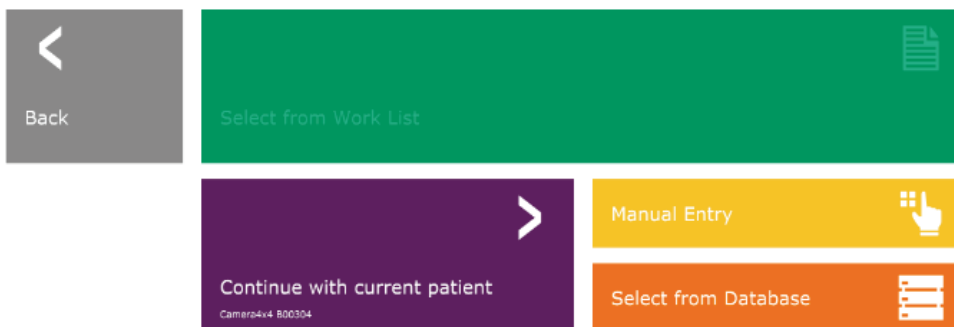 Back
Select from Work List
Continue with current patient
Camera4x4 B00304
Manual Entry
Select from Database